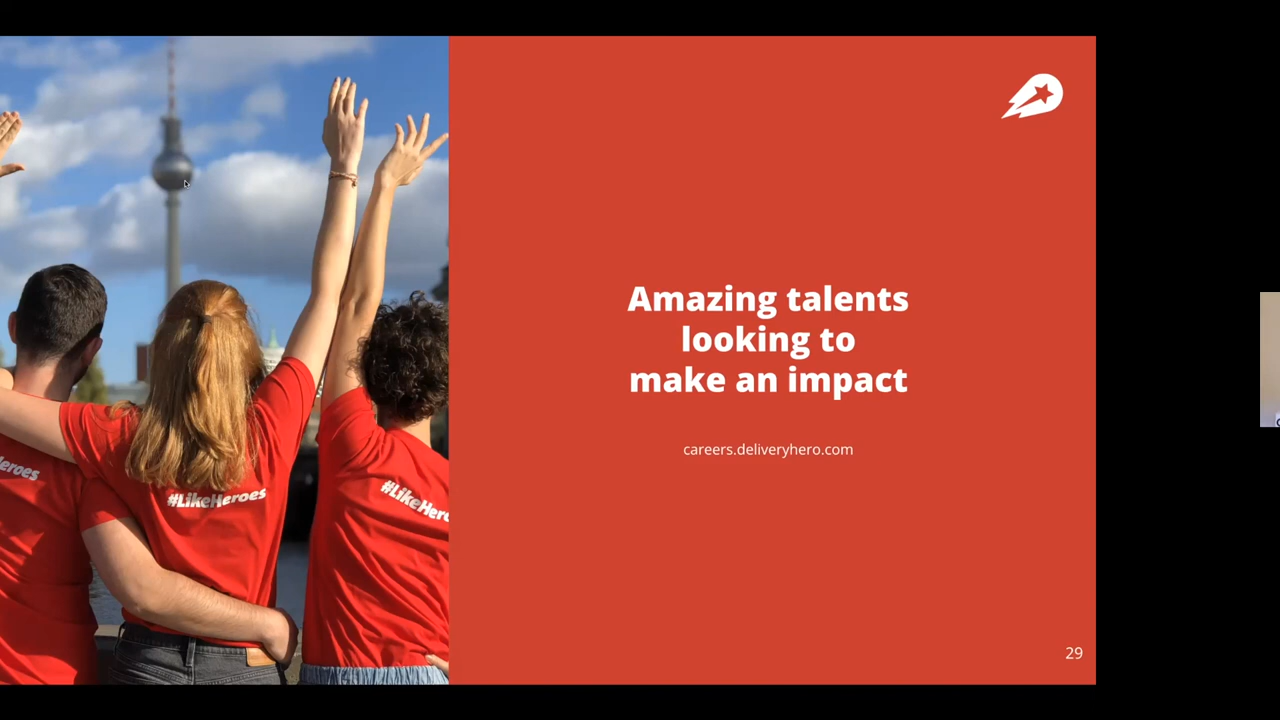 Amazing talents
looking to
make an impact
careers.deliveryhero.com
eroes
#LikeHeroes
#LikeHero
29